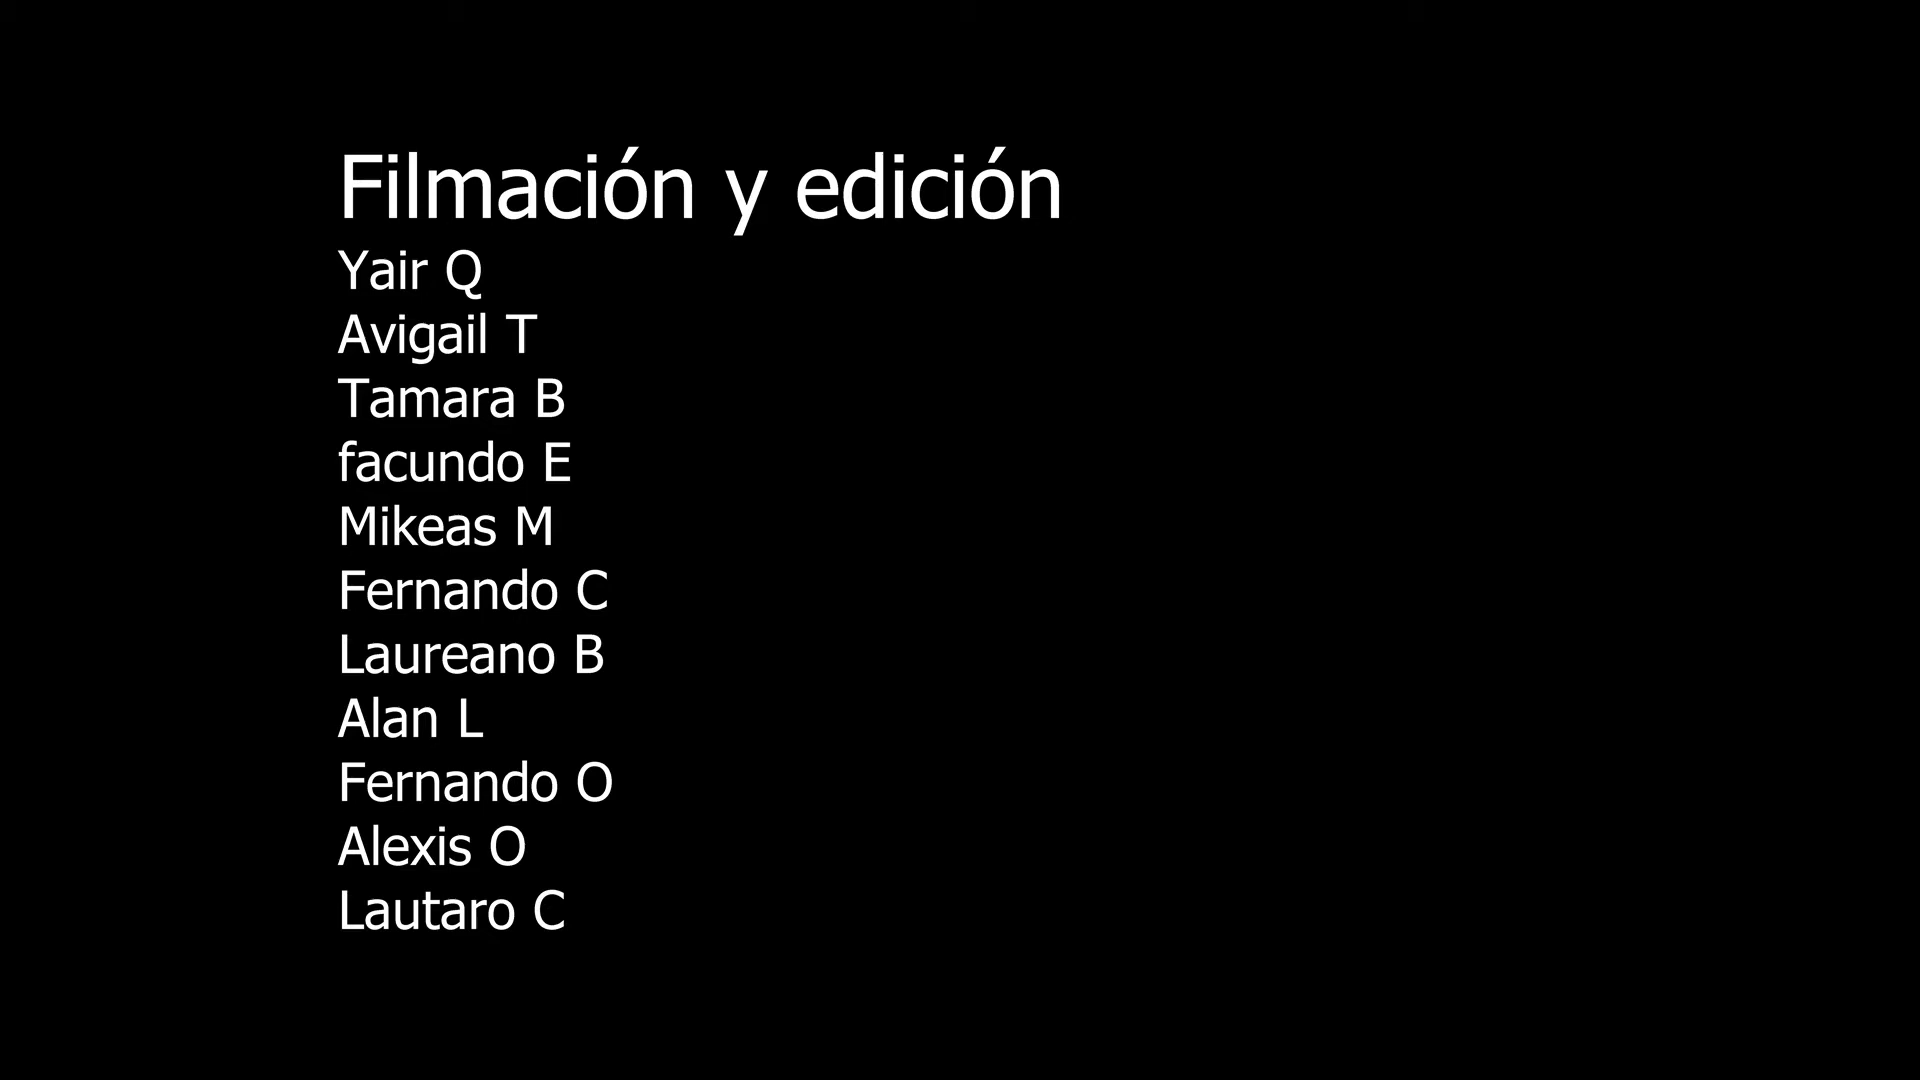 Filmación y edición
Yair Q
Avigail T
Tamara B
facundo E
Mikeas M
Fernando C
Laureano B
Alan L
Fernando O
Alexis O
Lautaro C